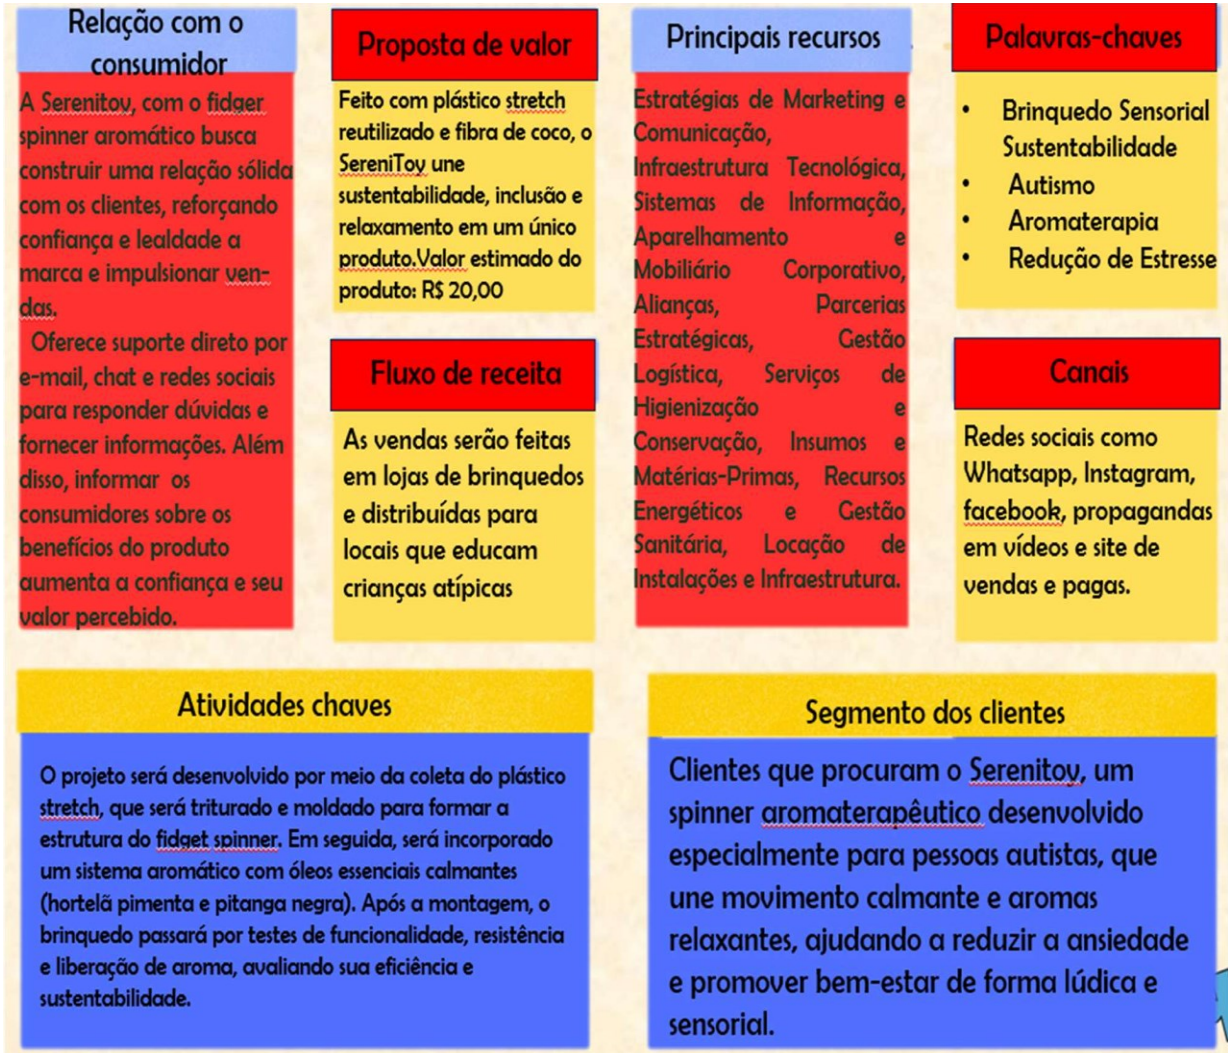 Relação com o
consumidor
A Serenitoy, com o fidger
spinner aromático busca
construir uma relação sólida
com os clientes, reforçando
confiança e lealdade a
marca e impulsionar ven-
das.
Oferece suporte direto por
e-mail, chat e redes sociais
para responder dúvidas e
fornecer informações. Além
disso, informar os
consumidores sobre os
benefícios do produto
aumenta a confiança e seu
valor percebido.
Proposta de valor
Feito com plástico stretch
reutilizado e fibra de coco, o
SereniToy une
sustentabilidade, inclusão e
relaxamento em um único
produto.Valor estimado do
produto: R$ 20,00
Fluxo de receita
As vendas serão feitas
em lojas de brinquedos
e distribuídas para
locais que educam
crianças atípicas
Principais recursos
Estratégias de Marketing e
Comunicação,
Infraestrutura Tecnológica,
Sistemas de Informação,
Aparelhamento e
Mobiliário Corporativo,
Alianças, Parcerias
Estratégicas, Gestão
Logística, Serviços de
Higienização e
Conservação, Insumos e
Matérias-Primas, Recursos
Energéticos e Gestão
Sanitária, Locação de
Instalações e Infraestrutura.
Palavras-chaves
• Brinquedo Sensorial
Sustentabilidade
• Autismo
• Aromaterapia
• Redução de Estresse
Canais
Redes sociais como
Whatsapp, Instagram,
facebook, propagandas
em vídeos e site de
vendas e pagas.
Atividades chaves
O projeto será desenvolvido por meio da coleta do plástico
stretch, que será triturado e moldado para formar a
estrutura do fidget spinner. Em seguida, será incorporado
um sistema aromático com óleos essenciais calmantes
(hortelã pimenta e pitanga negra). Após a montagem, o
brinquedo passará por testes de funcionalidade, resistência
e liberação de aroma, avaliando sua eficiência e
sustentabilidade.
Segmento dos clientes
Clientes que procuram o Serenitoy, um
spinner aromaterapêutico desenvolvido
especialmente para pessoas autistas, que
une movimento calmante e aromas
relaxantes, ajudando a reduzir a ansiedade
e promover bem-estar de forma lúdica e
sensorial.